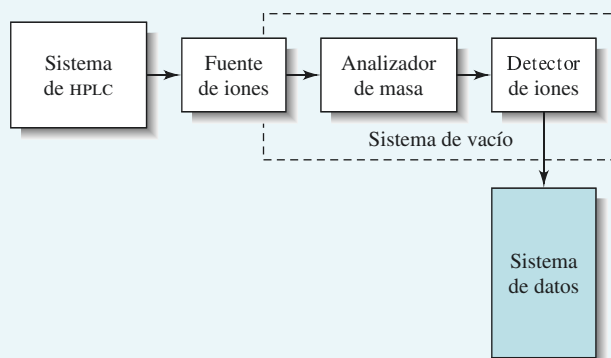 Sistema
de HPLC
Fuente
de iones
Analizador
de masa
Detector
de iones
Sistema de vacío
Sistema
de datos